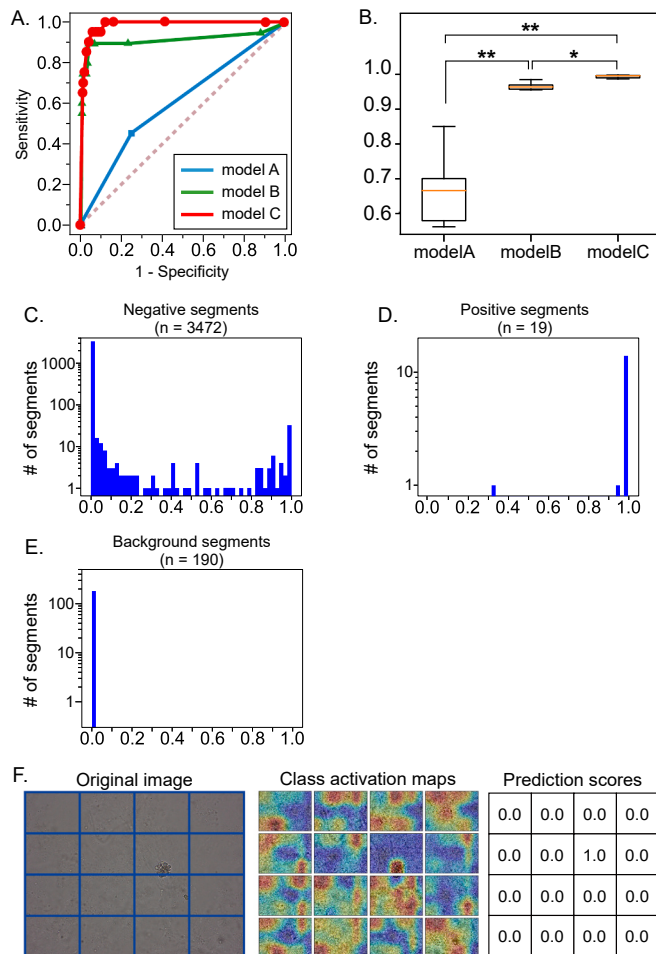 A.
1.0
0.8
0.6
0.4
0.2
0.0
Sensitivity
0.0 0.2 0.4 0.6 0.8 1.0
1 - Specificity
model A
model B
model C
B.
**
** *
1.0
0.9
0.8
0.7
0.6
modelA modelB modelC
C.
Negative segments
(n = 3472)
# of segments
1000
100
10
1
0.0 0.2 0.4 0.6 0.8 1.0
D.
Positive segments
(n = 19)
# of segments
10
1
0.0 0.2 0.4 0.6 0.8 1.0
E.
Background segments
(n = 190)
# of segments
100
10
1
0.0 0.2 0.4 0.6 0.8 1.0
F.
Original image
Class activation maps
Prediction scores
0.0 0.0 0.0 0.0
0.0 0.0 1.0 0.0
0.0 0.0 0.0 0.0
0.0 0.0 0.0 0.0